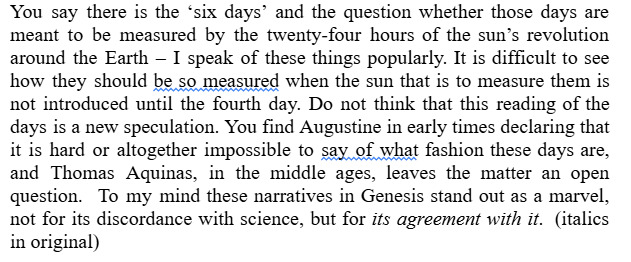 You say there is the ‘six days’ and the question whether those days are
meant to be measured by the twenty-four hours of the sun’s revolution
around the Earth – I speak of these things popularly. It is difficult to see
how they should be so measured when the sun that is to measure them is
not introduced until the fourth day. Do not think that this reading of the
days is a new speculation. You find Augustine in early times declaring that
it is hard or altogether impossible to say of what fashion these days are,
and Thomas Aquinas, in the middle ages, leaves the matter an open
question. To my mind these narratives in Genesis stand out as a marvel,
not for its discordance with science, but for its agreement with it. (italics
in original)